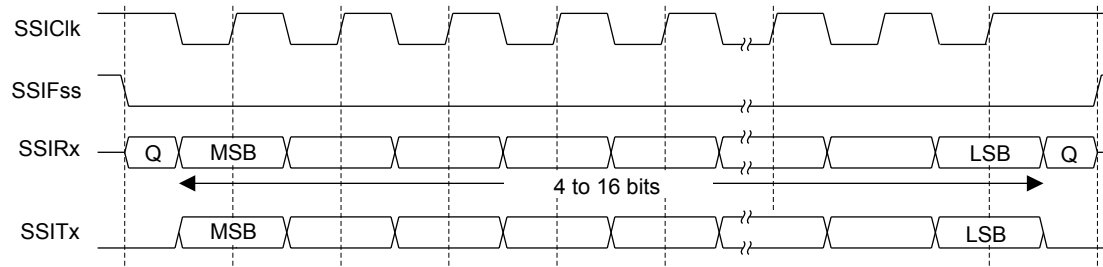 SSIClk
SSIFss
SSIRx Q MSB LSB Q
4 to 16 bits
SSITx MSB LSB